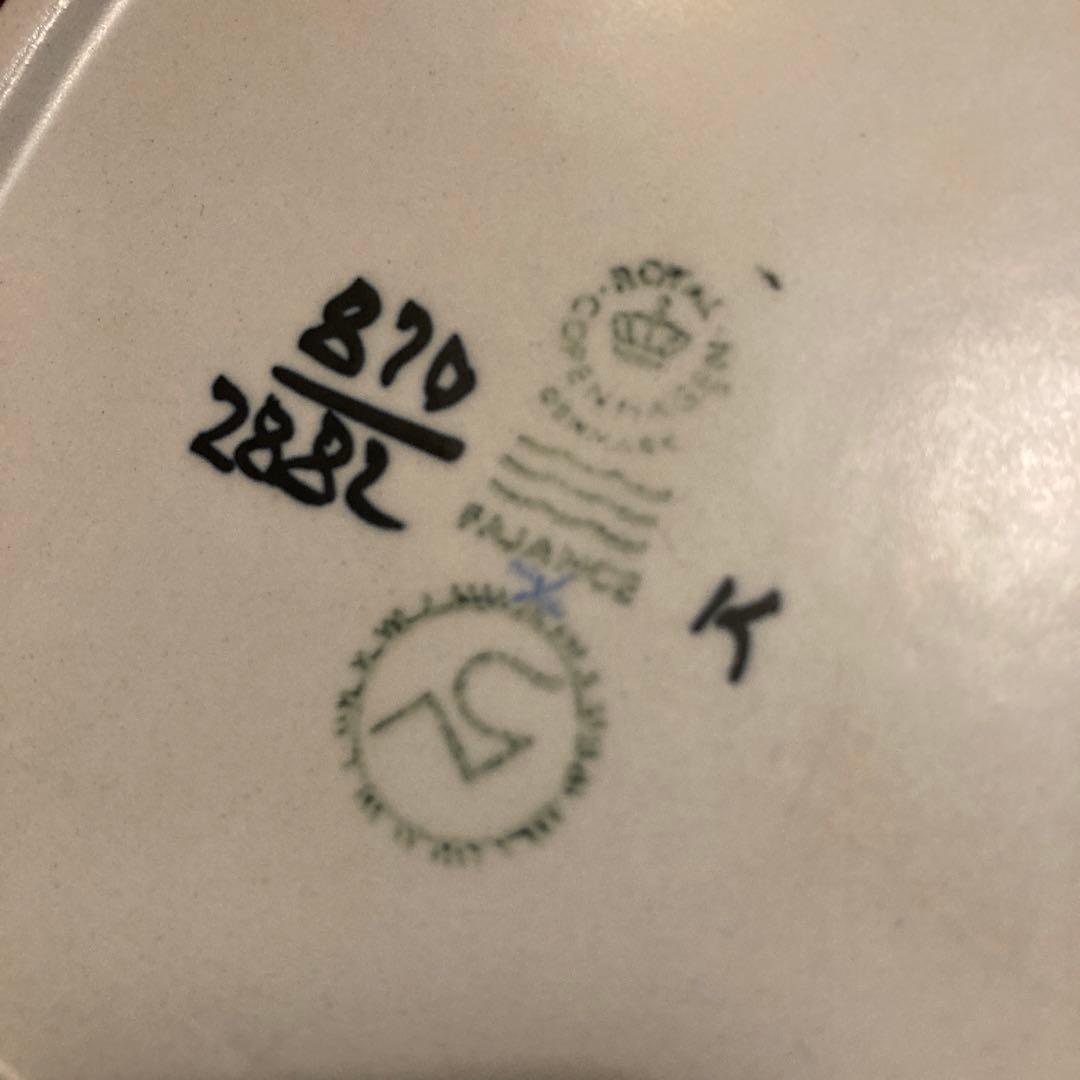 870
2882
ROYAL
COPENHAGEN
DENMARK
FAJANCE
K